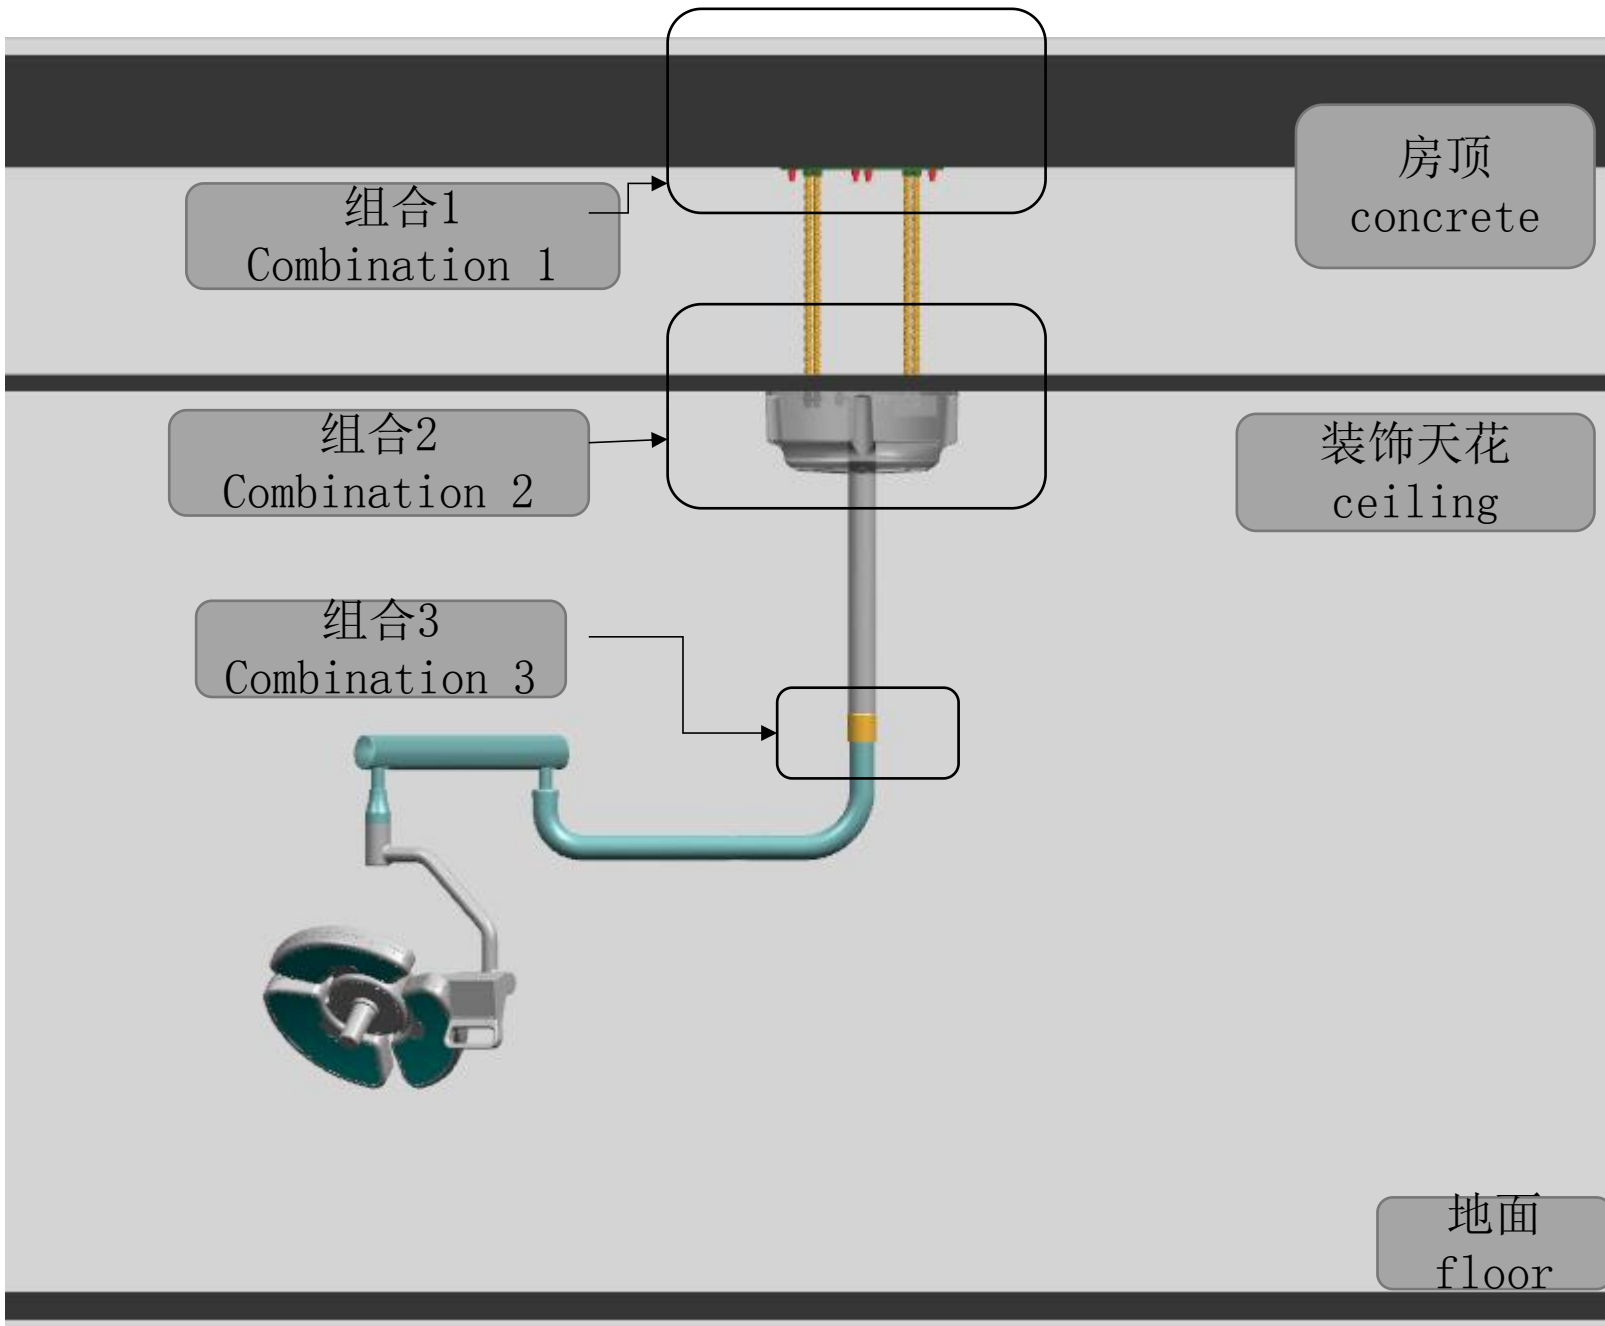 房顶
concrete
组合1
Combination 1
组合2
Combination 2
装饰天花
ceiling
组合3
Combination 3
地面
floor